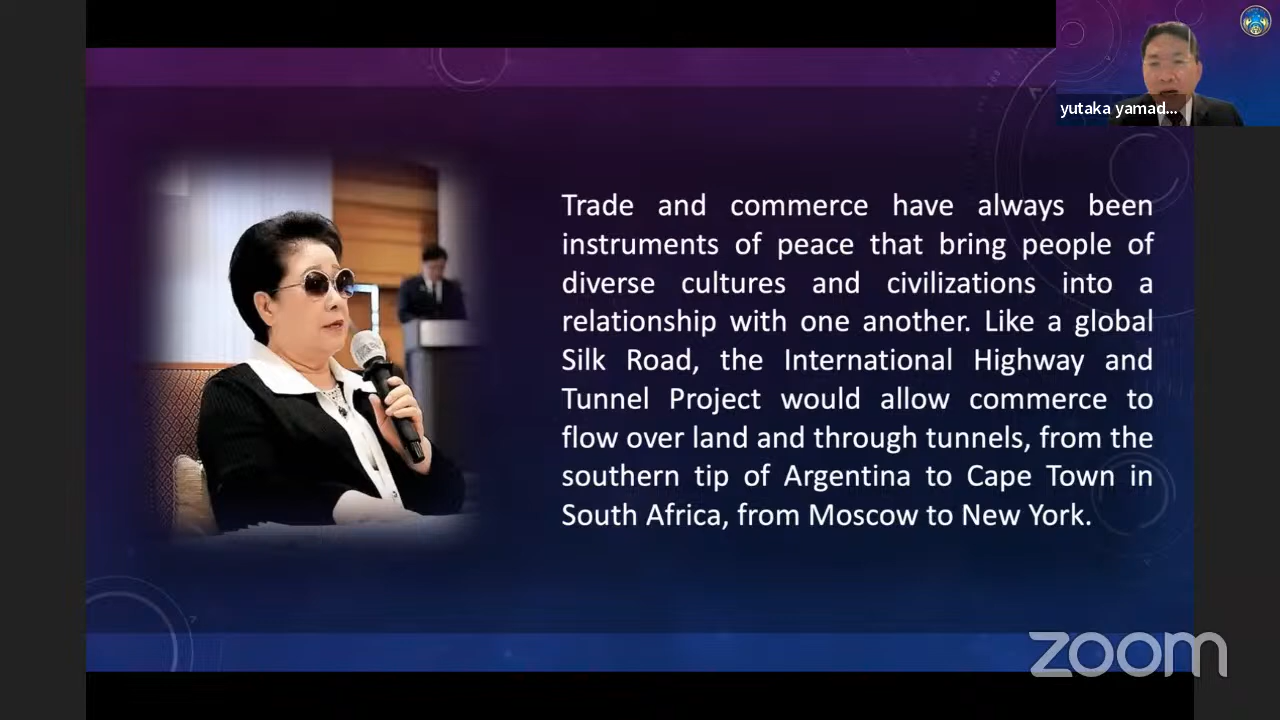 yutaka yamad...
Trade and commerce have always been
instruments of peace that bring people of
diverse cultures and civilizations into a
relationship with one another. Like a global
Silk Road, the International Highway and
Tunnel Project would allow commerce to
flow over land and through tunnels, from the
southern tip of Argentina to Cape Town in
South Africa, from Moscow to New York.
zoom